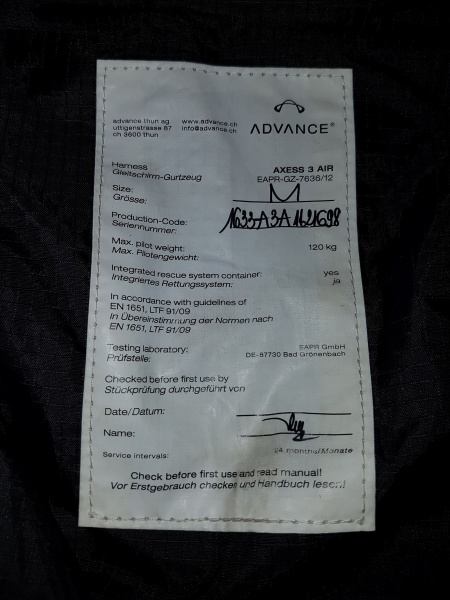 advance thun ag www.advance.ch
uttigenstrasse 87 info@advance.ch
ch 3600 thun
ADVANCE®
Harness AXESS 3 AIR
Gleitschirm-Gurtzeug EAPR-GZ-7636/12
Size: M
Grösse:
Production-Code:
Seriennummer:
Max. pilot weight: 120 kg
Max. Pilotengewicht:
Integrated rescue system container: yes
Integriertes Rettungssystem: ja
In accordance with guidelines of
EN 1651, LTF 91/09
In Übereinstimmung der Normen nach
EN 1651, LTF 91/09
Testing laboratory: EAPR GmbH
Prüfstelle: DE-87730 Bad Grönenbach
Checked before first use by
Stückprüfung durchgeführt von
Date/Datum:
Name:
Service intervals: 24 months/Monate
Check before first use and read manual!
Vor Erstgebrauch checken und Handbuch lesen!